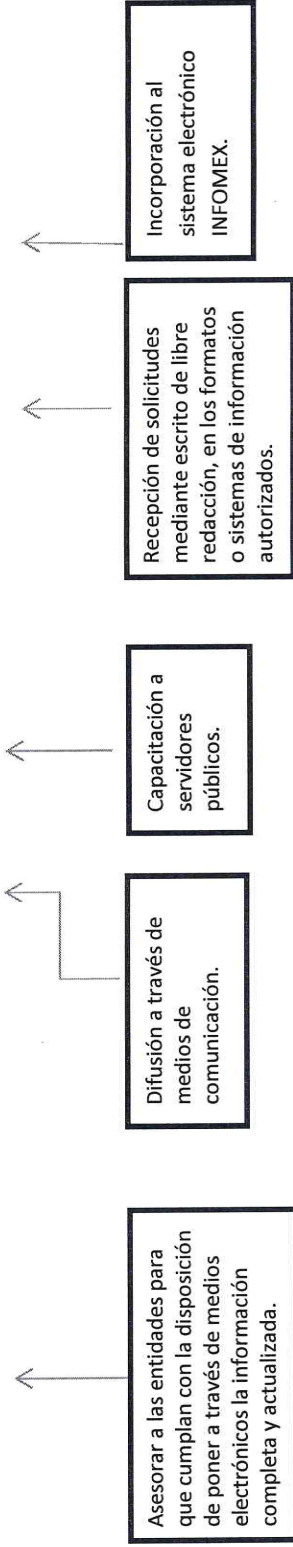 Asesorar a las entidades para
que cumplan con la disposición
de poner a través de medios
electrónicos la información
completa y actualizada.
Difusión a través de
medios de
comunicación.
Capacitación a
servidores
públicos.
Recepción de solicitudes
mediante escrito de libre
redacción, en los formatos
o sistemas de información
autorizados.
Incorporación al
sistema electrónico
INFOMEX.